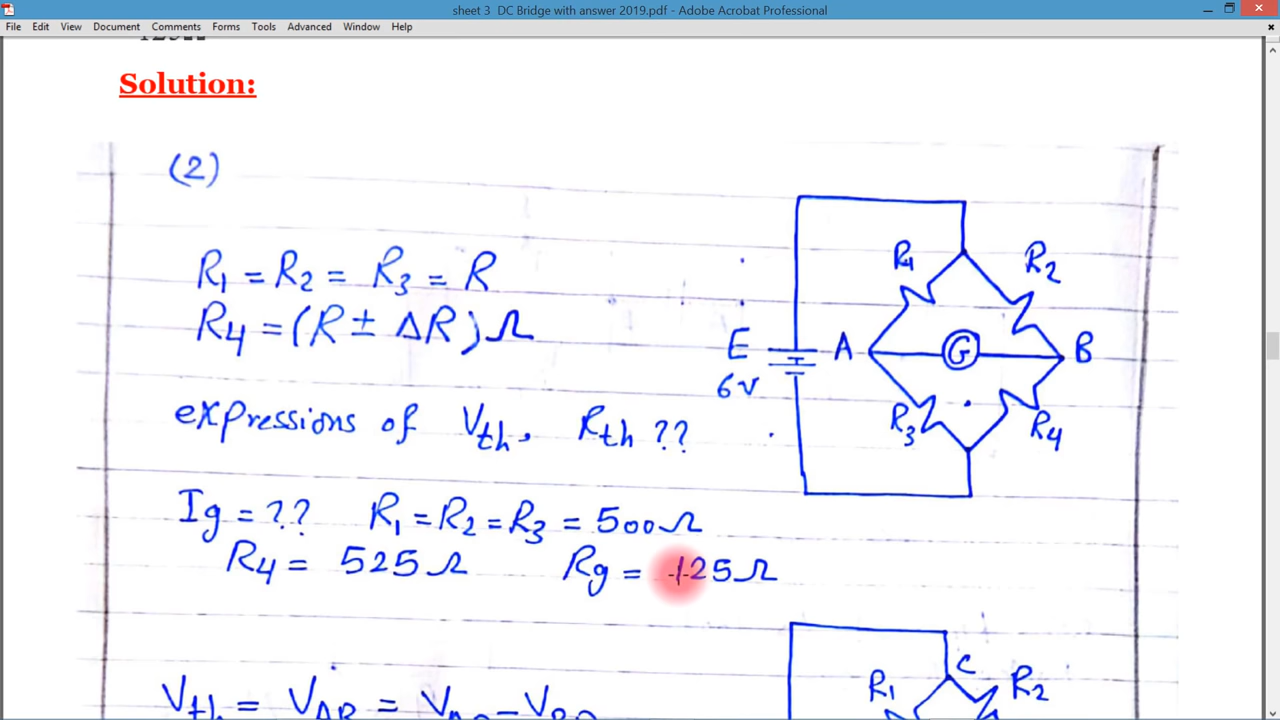 sheet 3 DC Bridge with answer 2019.pdf - Adobe Acrobat Professional
File Edit View Document Comments Forms Tools Advanced Window Help
Solution:
(2)
R1 = R2 = R3 = R
R4 = (R ± ΔR) Ω
expressions of Vth, Rth ??
Ig = ?? R1 = R2 = R3 = 500 Ω
R4 = 525 Ω Rg = 125 Ω
R1 R2
E A G B
6V
R3 R4
C
R1 R2
Vth = VAB =